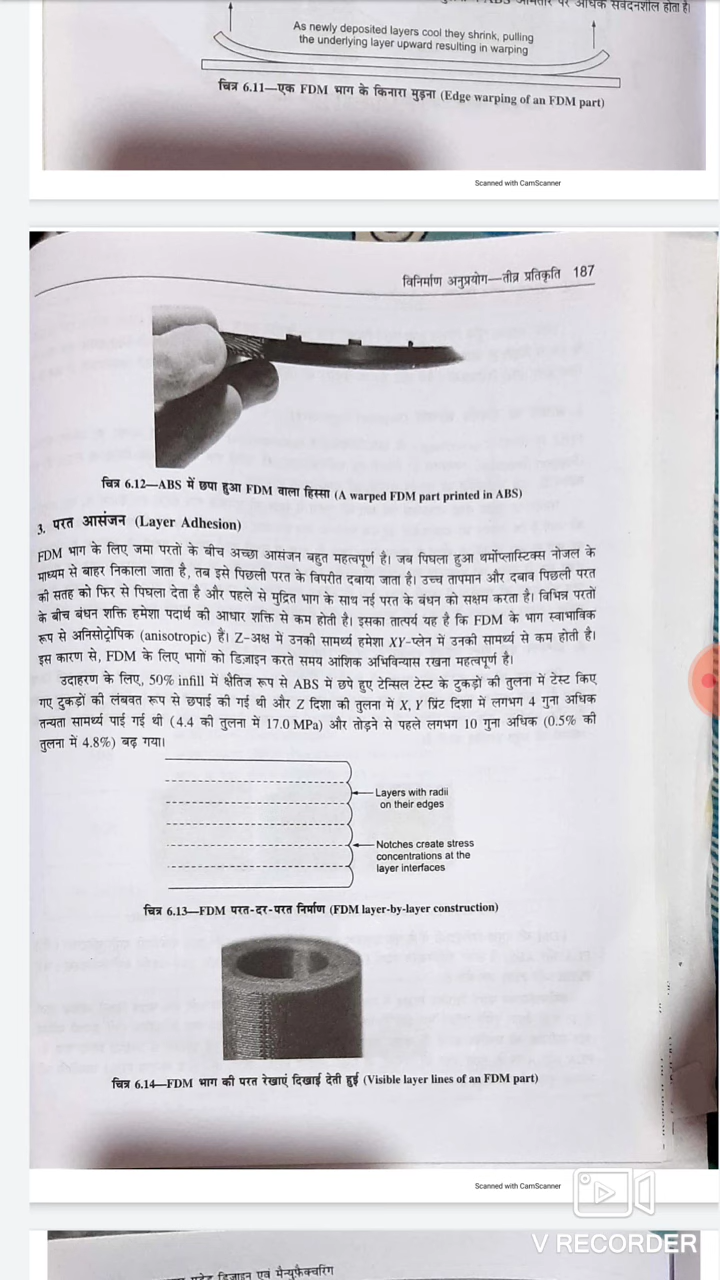 As newly deposited layers cool they shrink, pulling
the underlying layer upward resulting in warping
चित्र 6.11—एक FDM भाग के किनारा मुड़ना (Edge warping of an FDM part)
Scanned with CamScanner
विनिर्माण अनुप्रयोग—तीव्र प्रतिकृति 187
चित्र 6.12—ABS में छपा हुआ FDM वाला हिस्सा (A warped FDM part printed in ABS)
3. परत आसंजन (Layer Adhesion)
FDM भाग के लिए जमा परतों के बीच अच्छा आसंजन बहुत महत्वपूर्ण है। जब पिघला हुआ थर्मोप्लास्टिक्स नोजल के
माध्यम से बाहर निकाला जाता है, तब इसे पिछली परत के विपरीत दबाया जाता है। उच्च तापमान और दबाव पिछली परत
की सतह को फिर से पिघला देता है और पहले से मुद्रित भाग के साथ नई परत के बंधन को सक्षम करता है। विभिन्न परतों
के बीच बंधन शक्ति हमेशा पदार्थ की आधार शक्ति से कम होती है। इसका तात्पर्य यह है कि FDM के भाग स्वाभाविक
रूप से अनिसोट्रोपिक (anisotropic) हैं। Z-अक्ष में उनकी सामर्थ्य हमेशा XY-प्लेन में उनकी सामर्थ्य से कम होती है।
इस कारण से, FDM के लिए भागों को डिज़ाइन करते समय आंशिक अभिविन्यास रखना महत्वपूर्ण है।
उदाहरण के लिए, 50% infill में क्षैतिज रूप से ABS में छपे हुए टेन्सिल टेस्ट के टुकड़ों की तुलना में टेस्ट किए
गए टुकड़ों की लंबवत रूप से छपाई की गई थी और Z दिशा की तुलना में X, Y प्रिंट दिशा में लगभग 4 गुना अधिक
तन्यता सामर्थ्य पाई गई थी (4.4 की तुलना में 17.0 MPa) और तोड़ने से पहले लगभग 10 गुना अधिक (0.5% की
तुलना में 4.8%) बढ़ गया।
Layers with radii
on their edges
Notches create stress
concentrations at the
layer interfaces
चित्र 6.13—FDM परत-दर-परत निर्माण (FDM layer-by-layer construction)
चित्र 6.14—FDM भाग की परत रेखाएं दिखाई देती हुई (Visible layer lines of an FDM part)
Scanned with CamScanner
V RECORDER
डिजाइन एवं मैन्युफैक्चरिंग